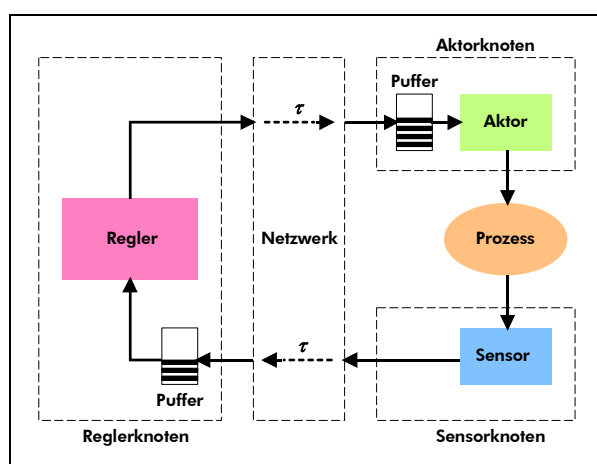 Aktorknoten
Puffer
τ
Aktor
Regler
Netzwerk
Prozess
τ
Sensor
Puffer
Reglerknoten
Sensorknoten